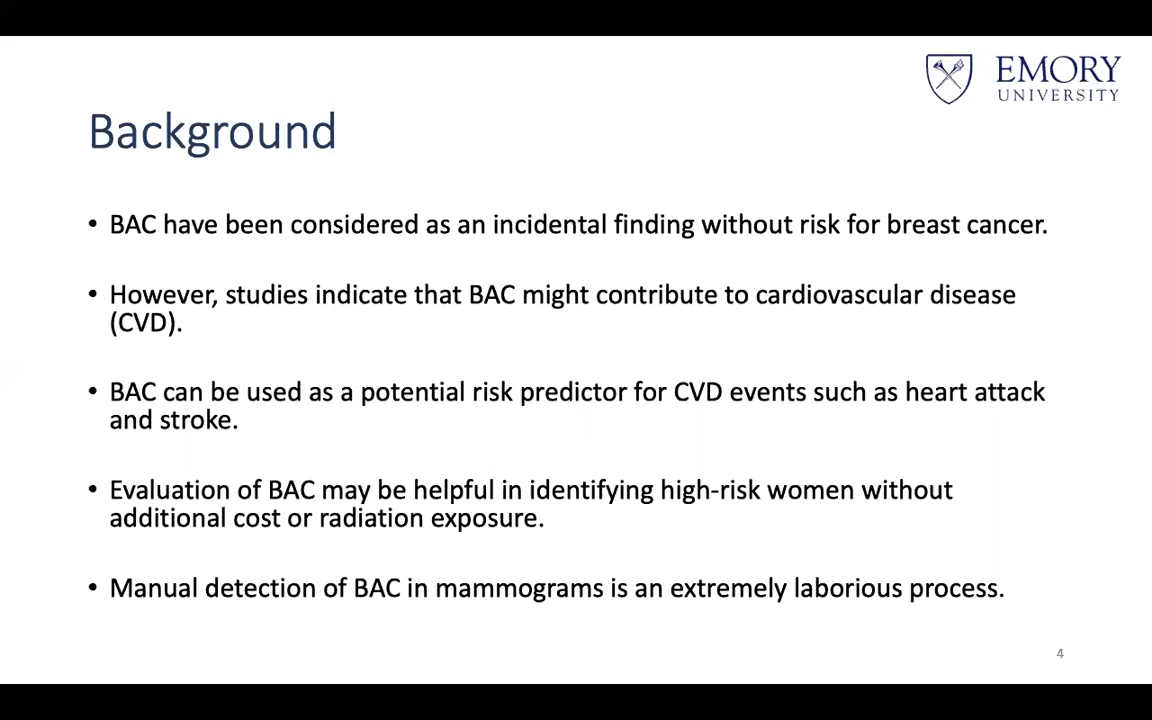 EMORY
UNIVERSITY
Background
• BAC have been considered as an incidental finding without risk for breast cancer.
• However, studies indicate that BAC might contribute to cardiovascular disease
(CVD).
• BAC can be used as a potential risk predictor for CVD events such as heart attack
and stroke.
• Evaluation of BAC may be helpful in identifying high-risk women without
additional cost or radiation exposure.
• Manual detection of BAC in mammograms is an extremely laborious process.
4